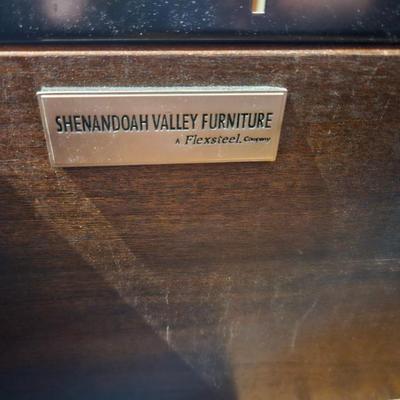 SHENANDOAH VALLEY FURNITURE
A Flexsteel. Company